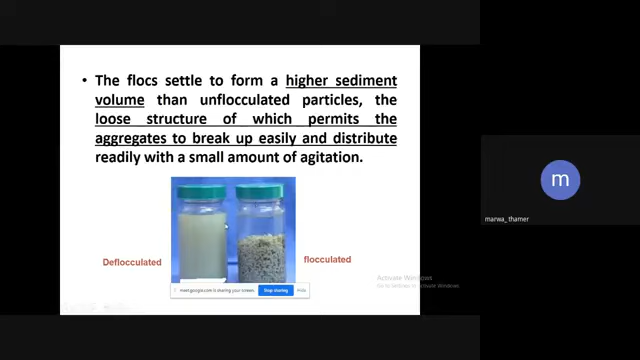 • The flocs settle to form a higher sediment
volume than unflocculated particles, the
loose structure of which permits the
aggregates to break up easily and distribute
readily with a small amount of agitation.
m
marwa_thamer
Deflocculated
flocculated
Activate Windows
Go to Settings to activate Windows.
meet.google.com is sharing your screen.
Stop sharing
Hide